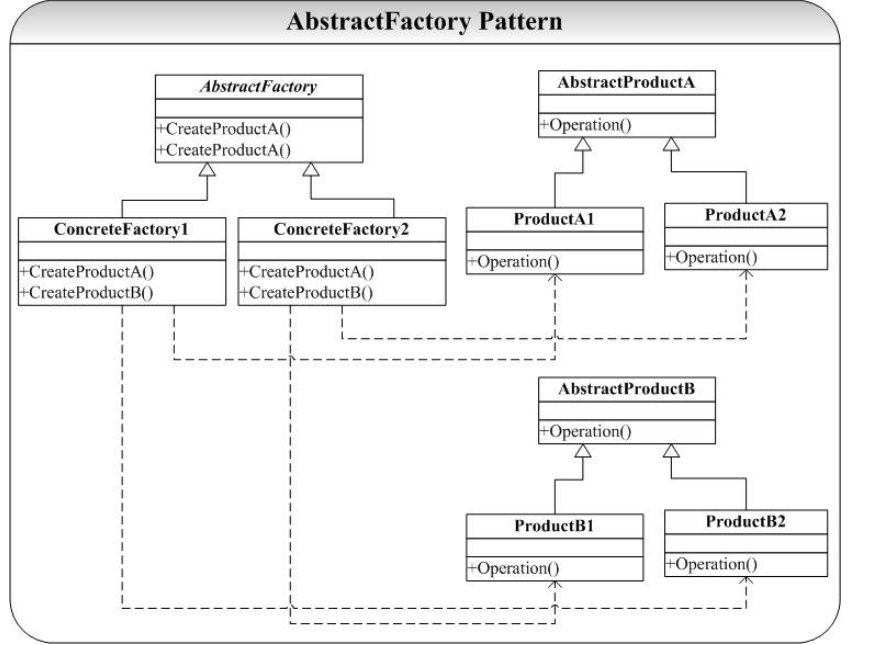 AbstractFactory Pattern
AbstractFactory
+CreateProductA()
+CreateProductA()
AbstractProductA
+Operation()
ConcreteFactory1
+CreateProductA()
+CreateProductB()
ConcreteFactory2
+CreateProductA()
+CreateProductB()
ProductA1
+Operation()
ProductA2
+Operation()
AbstractProductB
+Operation()
ProductB1
+Operation()
ProductB2
+Operation()